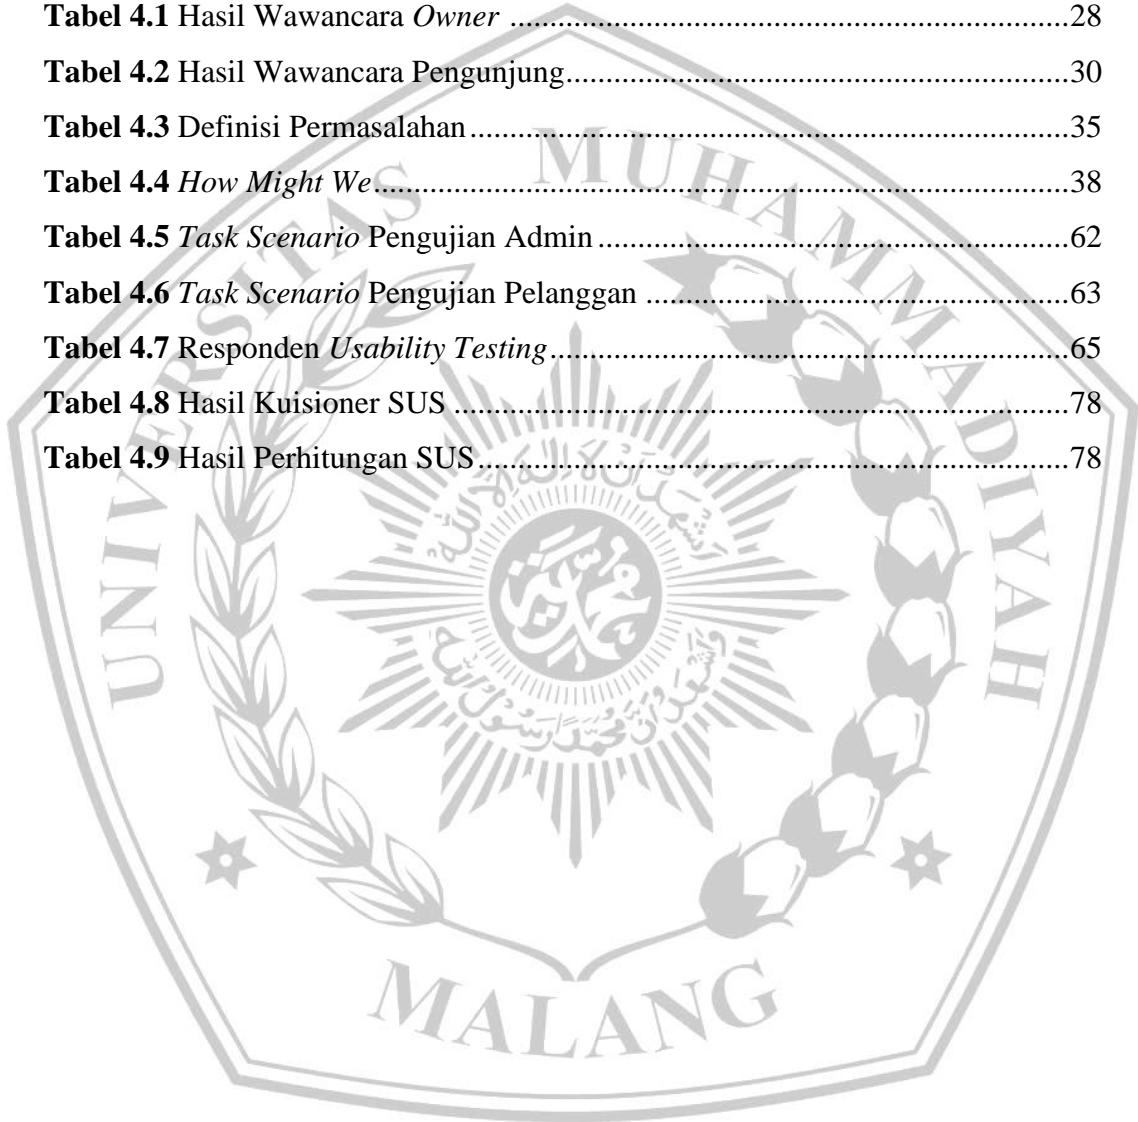 Tabel 4.1 Hasil Wawancara Owner ......................................................................28
Tabel 4.2 Hasil Wawancara Pengunjung...............................................................30
Tabel 4.3 Definisi Permasalahan...........................................................................35
Tabel 4.4 How Might We.......................................................................................38
Tabel 4.5 Task Scenario Pengujian Admin...........................................................62
Tabel 4.6 Task Scenario Pengujian Pelanggan .....................................................63
Tabel 4.7 Responden Usability Testing.................................................................65
Tabel 4.8 Hasil Kuisioner SUS .............................................................................78
Tabel 4.9 Hasil Perhitungan SUS..........................................................................78
UNIVERSITAS MUHAMMADIYAH
MALANG